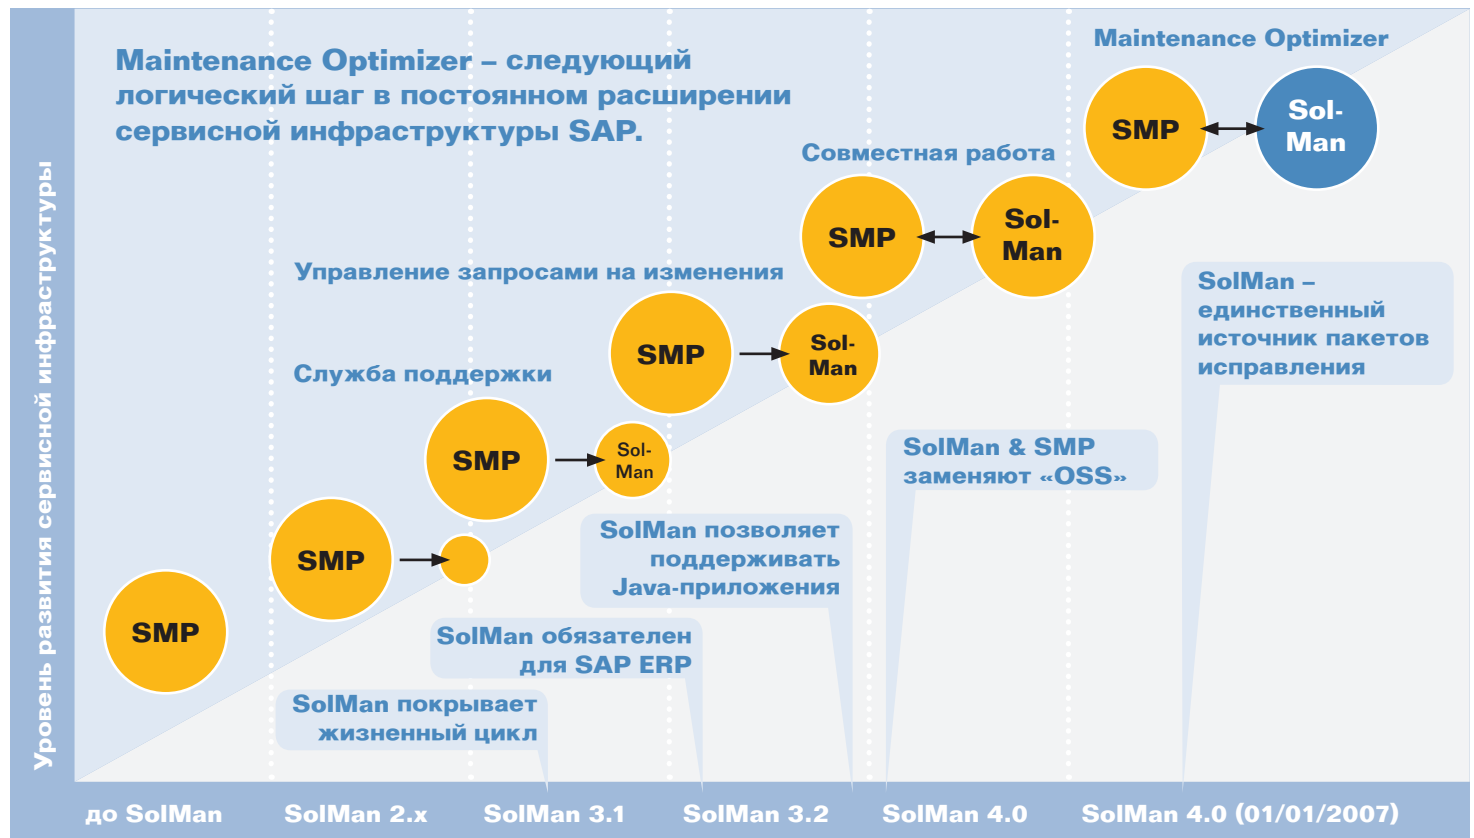 Maintenance Optimizer – следующий
логический шаг в постоянном расширении
сервисной инфраструктуры SAP.
Maintenance Optimizer
SMP
Sol-
Man
Совместная работа
SMP
Sol-
Man
Управление запросами на изменения
SMP
Sol-
Man
Служба поддержки
SMP
Sol-
Man
SMP
SMP
SolMan –
единственный
источник пакетов
исправления
SolMan & SMP
заменяют «OSS»
SolMan позволяет
поддерживать
Java-приложения
SolMan обязателен
для SAP ERP
SolMan покрывает
жизненный цикл
Уровень развития сервисной инфраструктуры
до SolMan
SolMan 2.x
SolMan 3.1
SolMan 3.2
SolMan 4.0
SolMan 4.0 (01/01/2007)